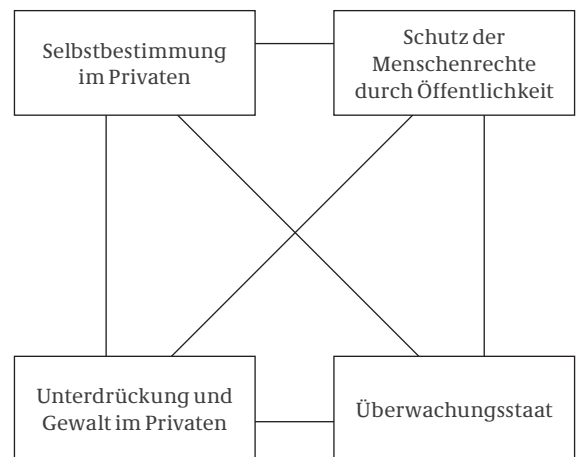 Selbstbestimmung
im Privaten
Schutz der
Menschenrechte
durch Öffentlichkeit
Unterdrückung und
Gewalt im Privaten
Überwachungsstaat